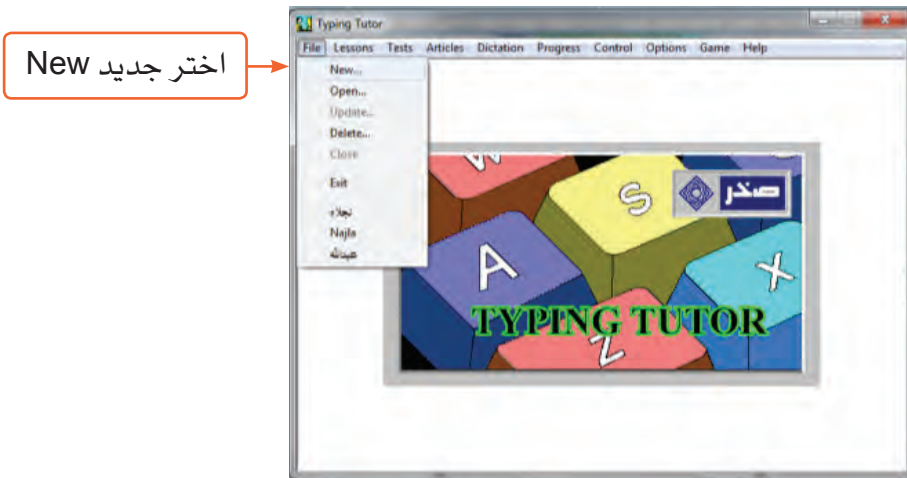 Typing Tutor
File Lessons Tests Articles Dictation Progress Control Options Game Help
اختر جديد New
New...
Open...
Update...
Delete...
Close
Exit
نجلاء
Najla
عبدالله
صخر
W
S
A
X
TYPING TUTOR
Z